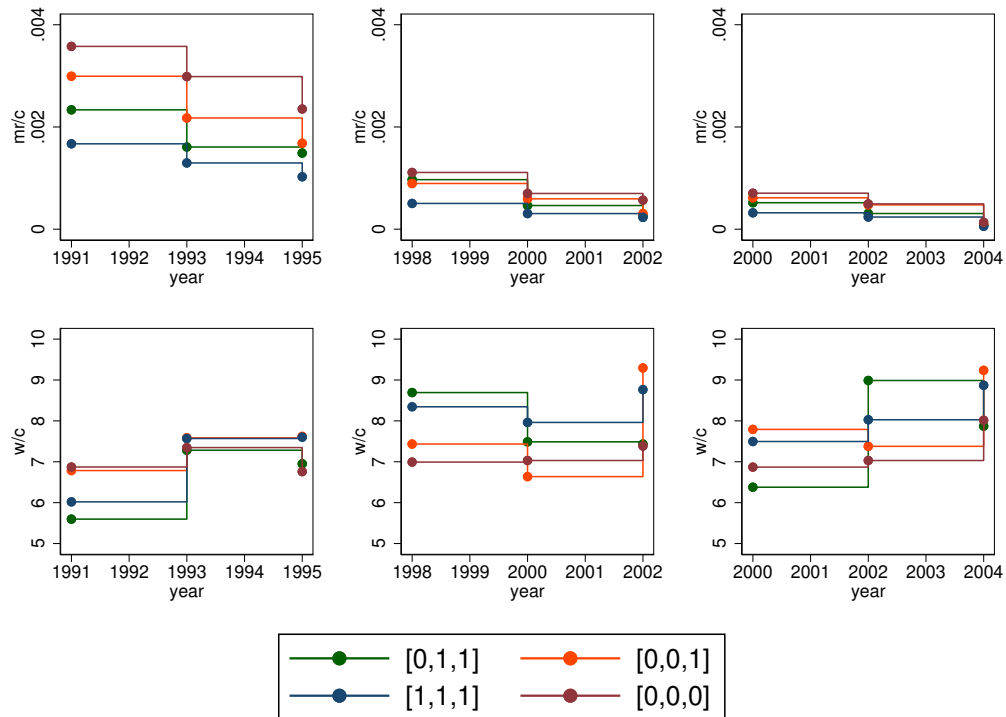 mr/c
0 .002 .004
1991 1992 1993 1994 1995
year
mr/c
0 .002 .004
1998 1999 2000 2001 2002
year
mr/c
0 .002 .004
2000 2001 2002 2003 2004
year
w/c
5 6 7 8 9 10
1991 1992 1993 1994 1995
year
w/c
5 6 7 8 9 10
1998 1999 2000 2001 2002
year
w/c
5 6 7 8 9 10
2000 2001 2002 2003 2004
year
[0,1,1] [0,0,1]
[1,1,1] [0,0,0]